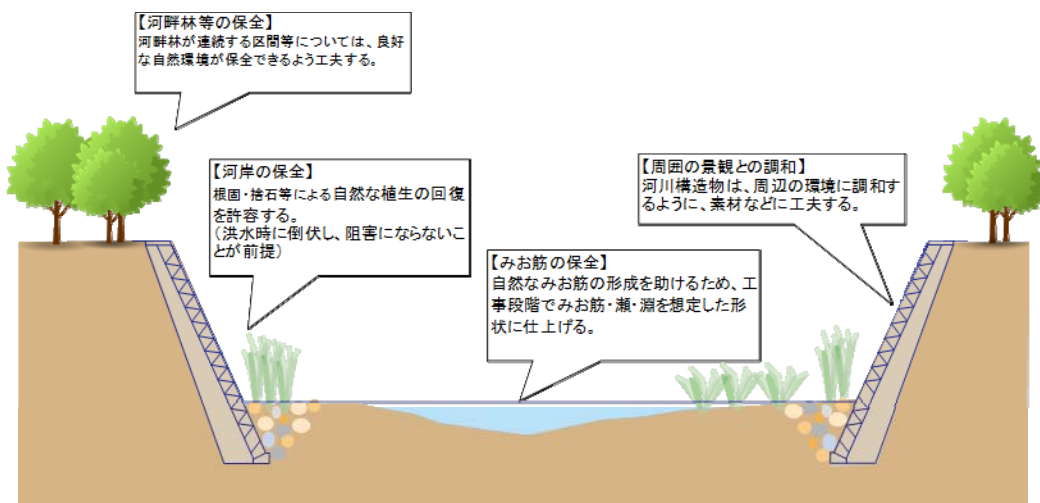 【河畔林等の保全】
河畔林が連続する区間等については、良好
な自然環境が保全できるよう工夫する。
【河岸の保全】
根固・捨石等による自然な植生の回復
を許容する。
（洪水時に倒伏し、阻害にならないこ
とが前提）
【周囲の景観との調和】
河川構造物は、周辺の環境に調和す
るように、素材などに工夫する。
【みお筋の保全】
自然なみお筋の形成を助けるため、工
事段階でみお筋・瀬・淵を想定した形
状に仕上げる。